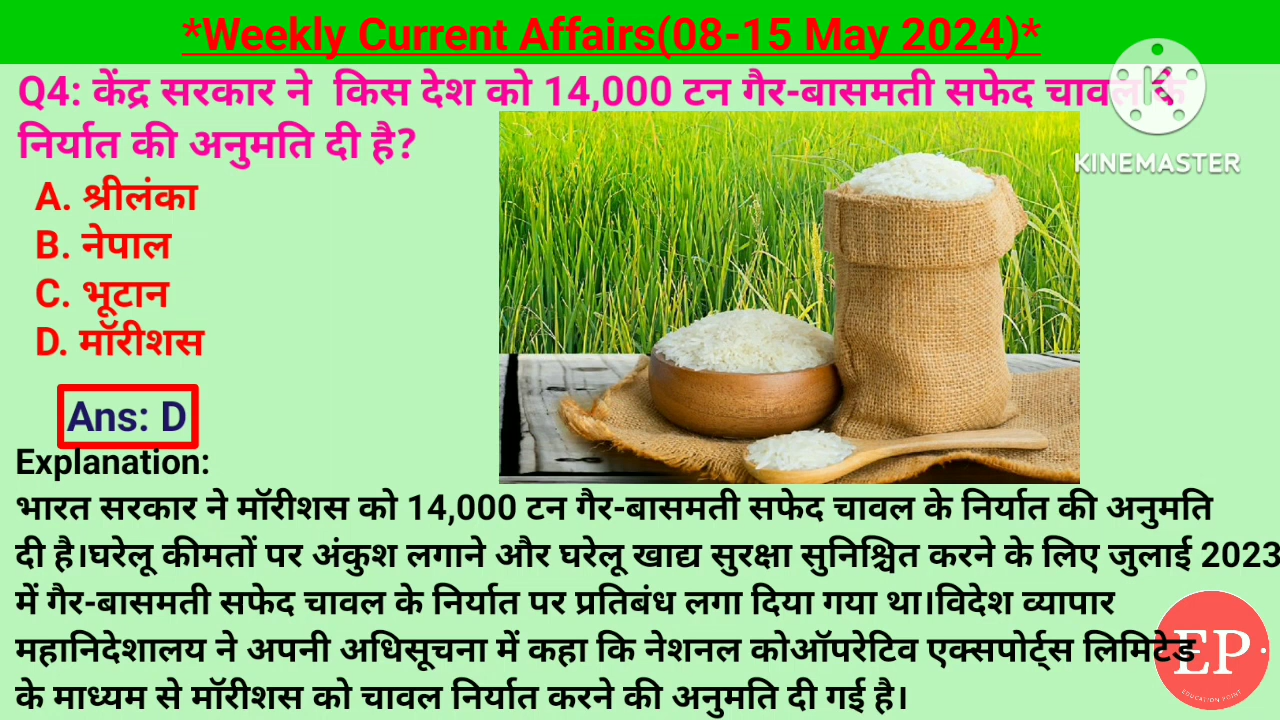 *Weekly Current Affairs(08-15 May 2024)*
Q4: केंद्र सरकार ने किस देश को 14,000 टन गैर-बासमती सफेद चावल के
निर्यात की अनुमति दी है?
KINEMASTER
A. श्रीलंका
B. नेपाल
C. भूटान
D. मॉरीशस
Ans: D
Explanation:
भारत सरकार ने मॉरीशस को 14,000 टन गैर-बासमती सफेद चावल के निर्यात की अनुमति
दी है।घरेलू कीमतों पर अंकुश लगाने और घरेलू खाद्य सुरक्षा सुनिश्चित करने के लिए जुलाई 2023
में गैर-बासमती सफेद चावल के निर्यात पर प्रतिबंध लगा दिया गया था।विदेश व्यापार
महानिदेशालय ने अपनी अधिसूचना में कहा कि नेशनल कोऑपरेटिव एक्सपोर्ट्स लिमिटेड
के माध्यम से मॉरीशस को चावल निर्यात करने की अनुमति दी गई है।
EP
EDUCATION POINT